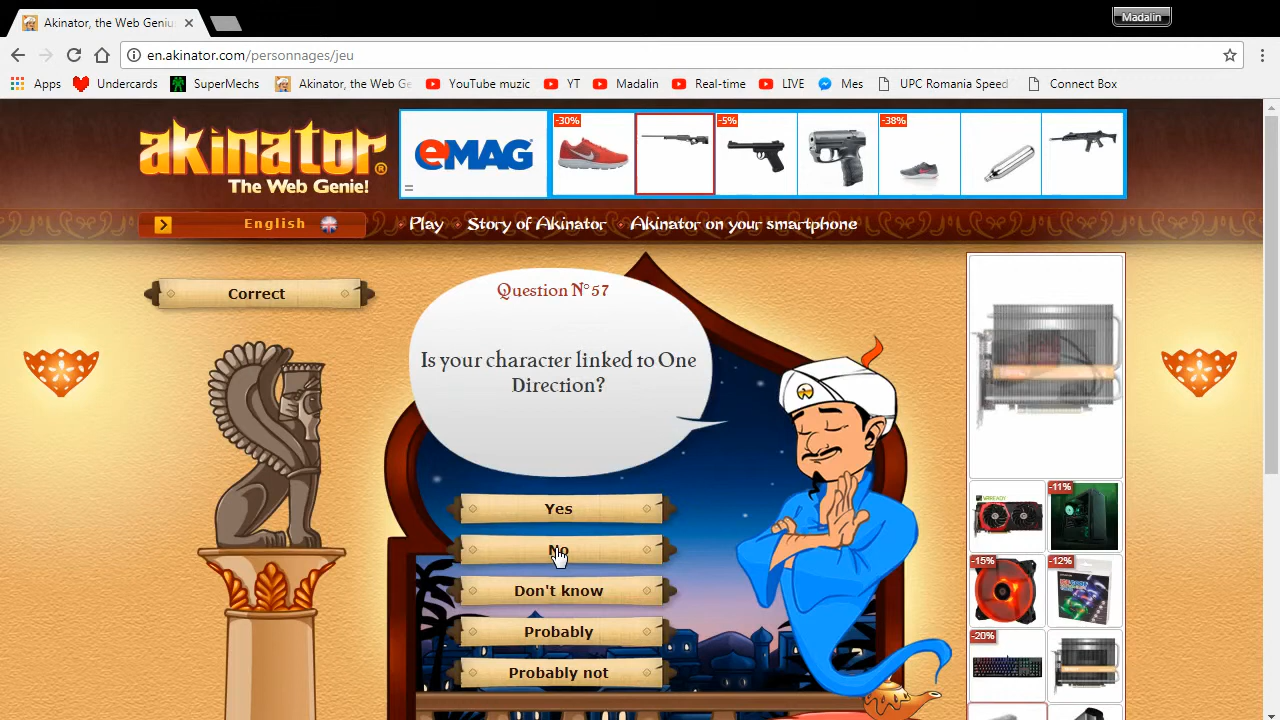 Akinator, the Web Geniu
Madalin
en.akinator.com/personnages/jeu
Apps
Undercards
SuperMechs
Akinator, the Web Ge
YouTube muzic
YT
Madalin
Real-time
LIVE
Mes
UPC Romania Speed
Connect Box
akinator®
The Web Genie!
eMAG
-30%
-5%
-38%
English
Play
Story of Akinator
Akinator on your smartphone
Correct
Question N°57
Is your character linked to One
Direction?
Yes
No
Don't know
Probably
Probably not
-11%
-15%
-12%
-20%